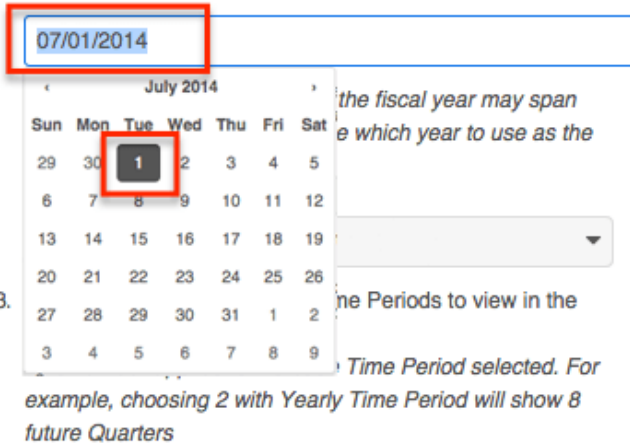 07/01/2014
‹ July 2014 ›
the fiscal year may span
Sun Mon Tue Wed Thu Fri Sat
e which year to use as the
29 30 1 2 3 4 5
6 7 8 9 10 11 12
13 14 15 16 17 18 19
20 21 22 23 24 25 26
3. me Periods to view in the
27 28 29 30 31 1 2
3 4 5 6 7 8 9
Time Period selected. For
example, choosing 2 with Yearly Time Period will show 8
future Quarters